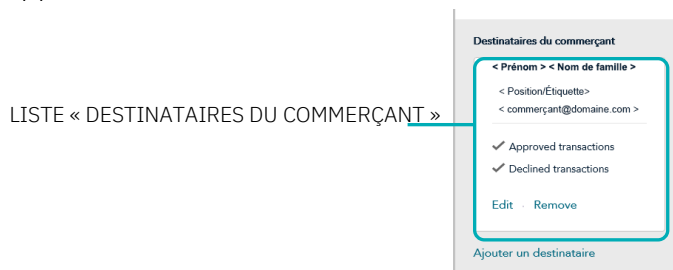 Destinataires du commerçant
< Prénom > < Nom de famille >
< Position/Étiquette>
< commerçant@domaine.com >
LISTE « DESTINATAIRES DU COMMERÇANT »
Approved transactions
Declined transactions
Edit · Remove
Ajouter un destinataire